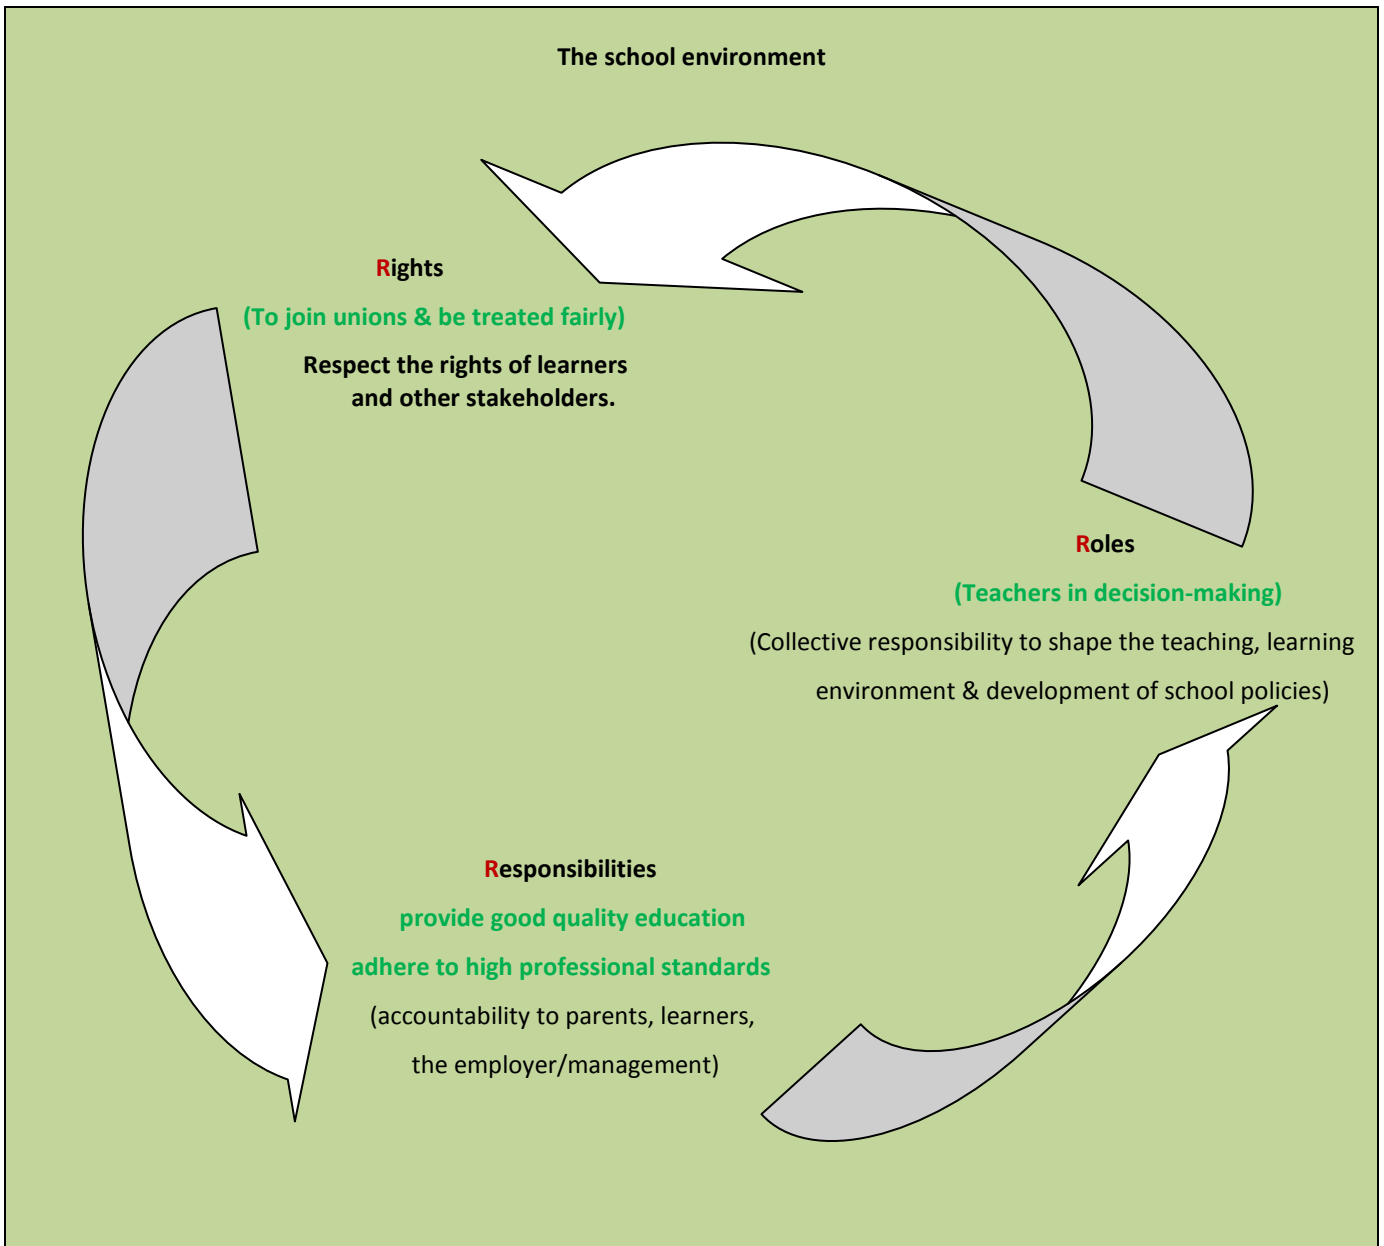 The school environment
Rights
(To join unions & be treated fairly)
Respect the rights of learners
and other stakeholders.
Roles
(Teachers in decision-making)
(Collective responsibility to shape the teaching, learning
environment & development of school policies)
Responsibilities
provide good quality education
adhere to high professional standards
(accountability to parents, learners,
the employer/management)